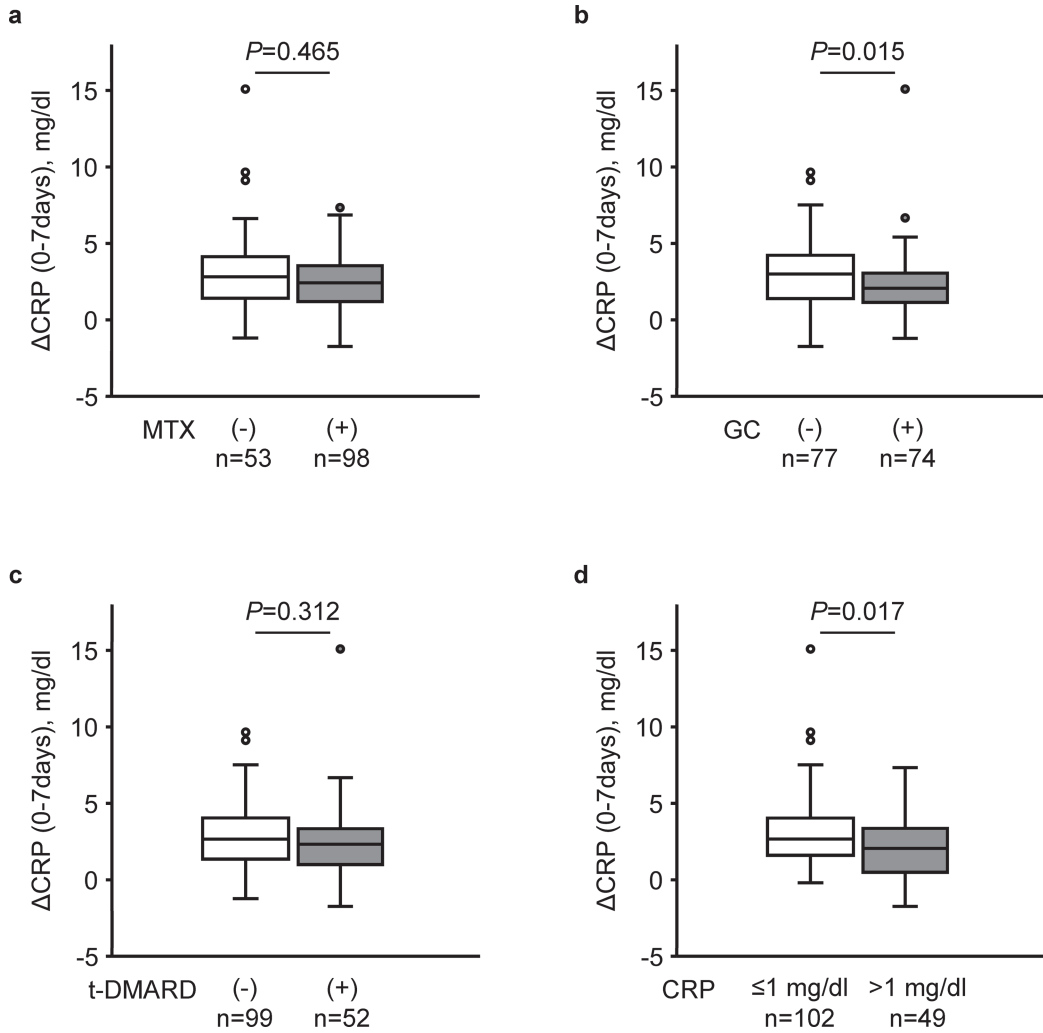 a
P=0.465
ΔCRP (0-7days), mg/dl
15
10
5
0
-5
MTX (-) (+)
n=53 n=98
b
P=0.015
ΔCRP (0-7days), mg/dl
15
10
5
0
-5
GC (-) (+)
n=77 n=74
c
P=0.312
ΔCRP (0-7days), mg/dl
15
10
5
0
-5
t-DMARD (-) (+)
n=99 n=52
d
P=0.017
ΔCRP (0-7days), mg/dl
15
10
5
0
-5
CRP ≤1 mg/dl >1 mg/dl
n=102 n=49